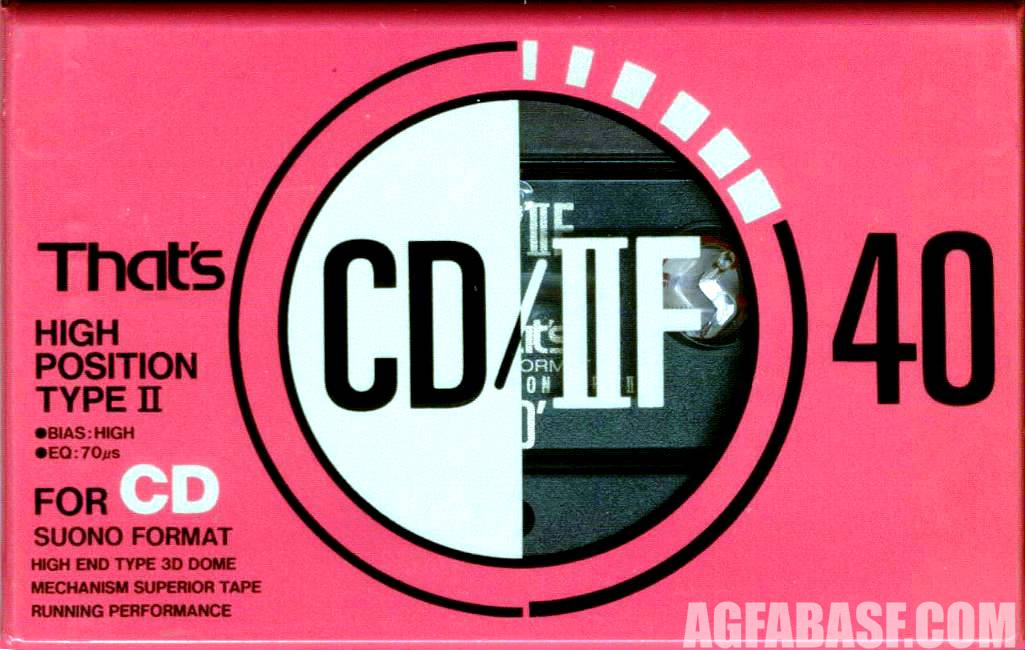 That's
HIGH
POSITION
TYPE II
●BIAS:HIGH
●EQ:70μs
FOR CD
SUONO FORMAT
HIGH END TYPE 3D DOME
MECHANISM SUPERIOR TAPE
RUNNING PERFORMANCE
CD/IIF
40
IIF
AGFABASF.COM